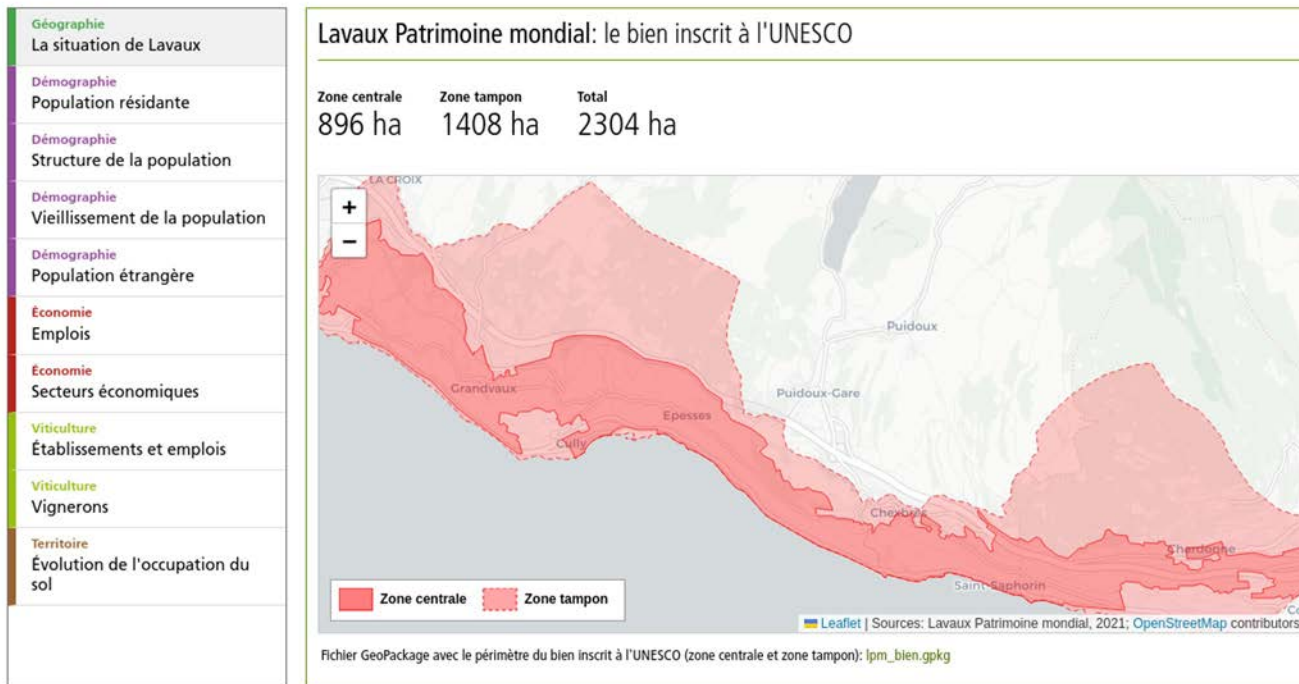 Géographie
La situation de Lavaux
Démographie
Population résidante
Démographie
Structure de la population
Démographie
Vieillissement de la population
Démographie
Population étrangère
Économie
Emplois
Économie
Secteurs économiques
Viticulture
Établissements et emplois
Viticulture
Vignerons
Territoire
Évolution de l'occupation du
sol
Lavaux Patrimoine mondial: le bien inscrit à l'UNESCO
Zone centrale Zone tampon Total
896 ha 1408 ha 2304 ha
LA CROIX
+
−
Puidoux
Grandvaux
Puidoux-Gare
Epesses
Cully
Chexbres
Chardonne
Saint-Saphorin
Zone centrale Zone tampon
Leaflet | Sources: Lavaux Patrimoine mondial, 2021; OpenStreetMap contributors
Fichier GeoPackage avec le périmètre du bien inscrit à l'UNESCO (zone centrale et zone tampon): lpm_bien.gpkg